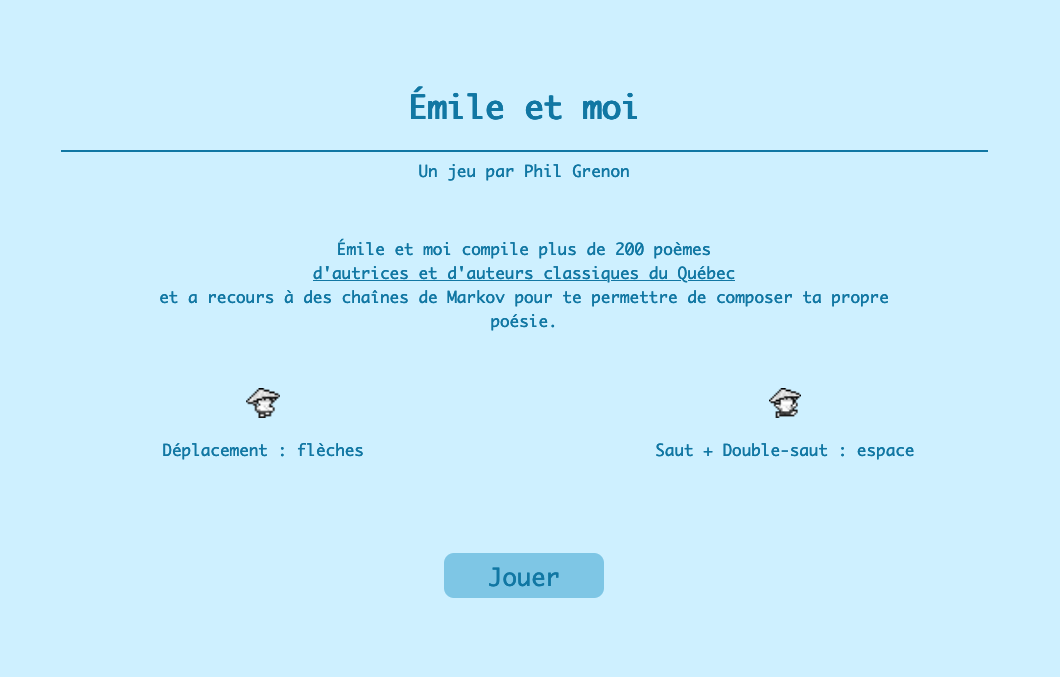 Émile et moi
Un jeu par Phil Grenon
Émile et moi compile plus de 200 poèmes
d'autrices et d'auteurs classiques du Québec
et a recours à des chaînes de Markov pour te permettre de composer ta propre
poésie.
Déplacement : flèches
Saut + Double-saut : espace
Jouer